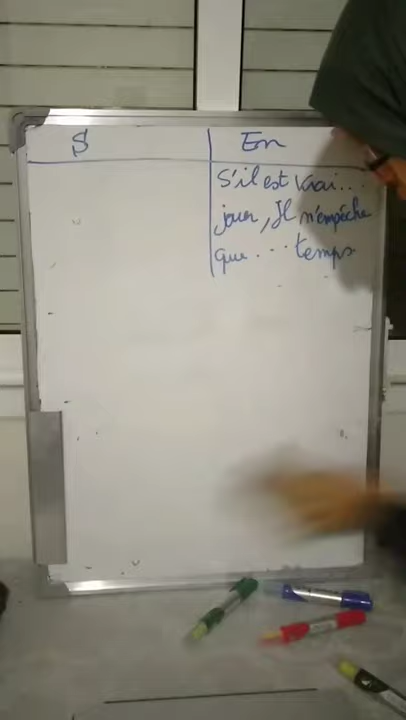 S En
S'il est vrai...
jour, Il n'empêche
que... temps.